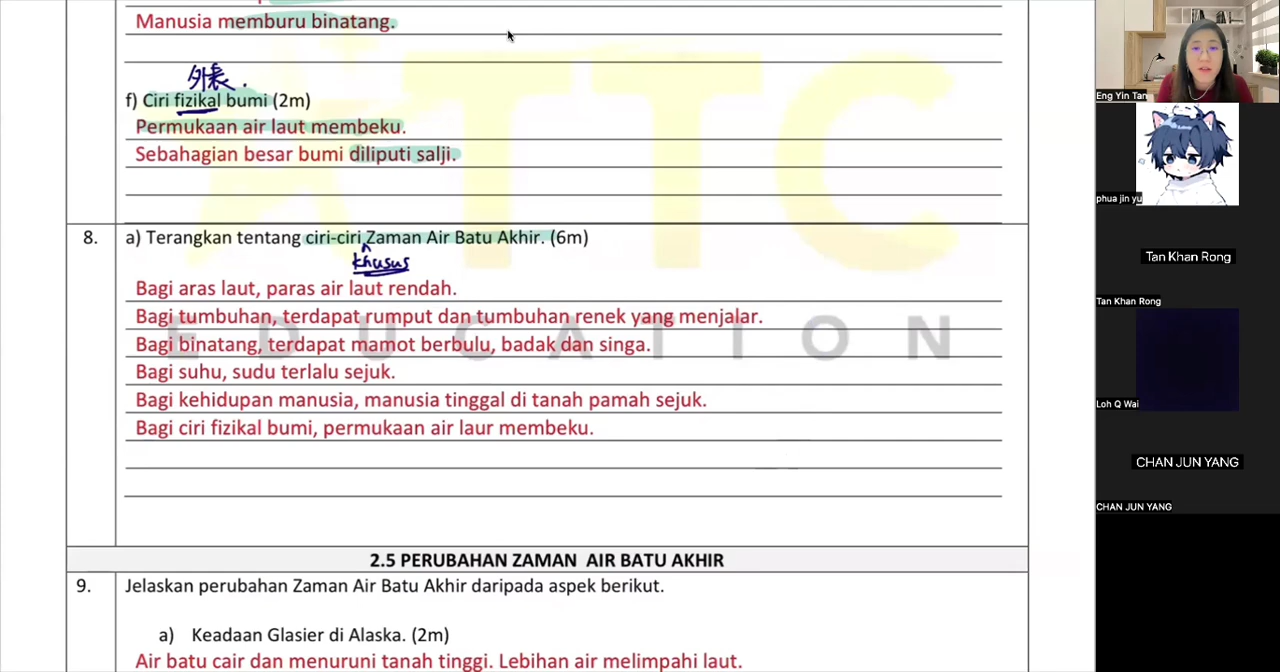 Manusia memburu binatang.
外表
f) Ciri fizikal bumi (2m)
Permukaan air laut membeku.
Sebahagian besar bumi diliputi salji.
8. a) Terangkan tentang ciri-ciri Zaman Air Batu Akhir. (6m)
khusus
Bagi aras laut, paras air laut rendah.
Bagi tumbuhan, terdapat rumput dan tumbuhan renek yang menjalar.
Bagi binatang, terdapat mamot berbulu, badak dan singa.
Bagi suhu, sudu terlalu sejuk.
Bagi kehidupan manusia, manusia tinggal di tanah pamah sejuk.
Bagi ciri fizikal bumi, permukaan air laur membeku.
2.5 PERUBAHAN ZAMAN AIR BATU AKHIR
9. Jelaskan perubahan Zaman Air Batu Akhir daripada aspek berikut.
a) Keadaan Glasier di Alaska. (2m)
Air batu cair dan menuruni tanah tinggi. Lebihan air melimpahi laut.
ATTC
EDUCATION
Eng Yin Tan
phua jin yu
Tan Khan Rong
Tan Khan Rong
Loh Q Wai
CHAN JUN YANG
CHAN JUN YANG